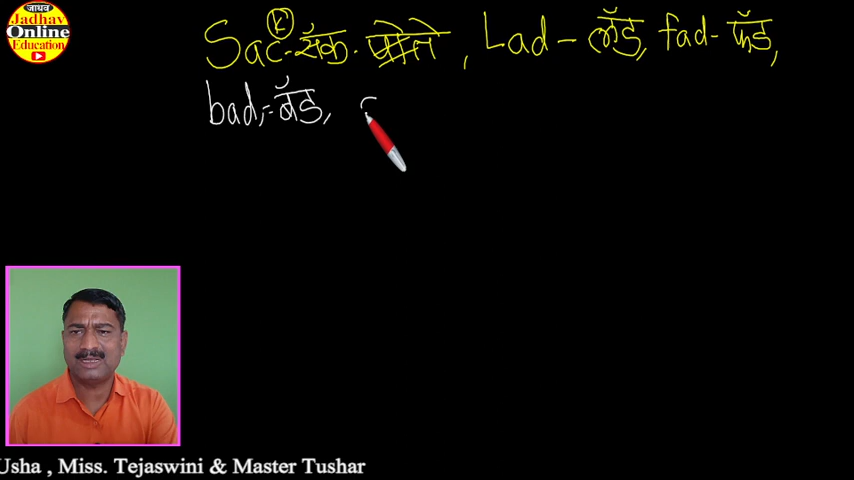 जाधव
Jadhav
Online
Education
Sac(k)-सॅक - , Lad – लॅड, fad- फॅड,
bad,-बॅड,
Usha , Miss. Tejaswini & Master Tushar